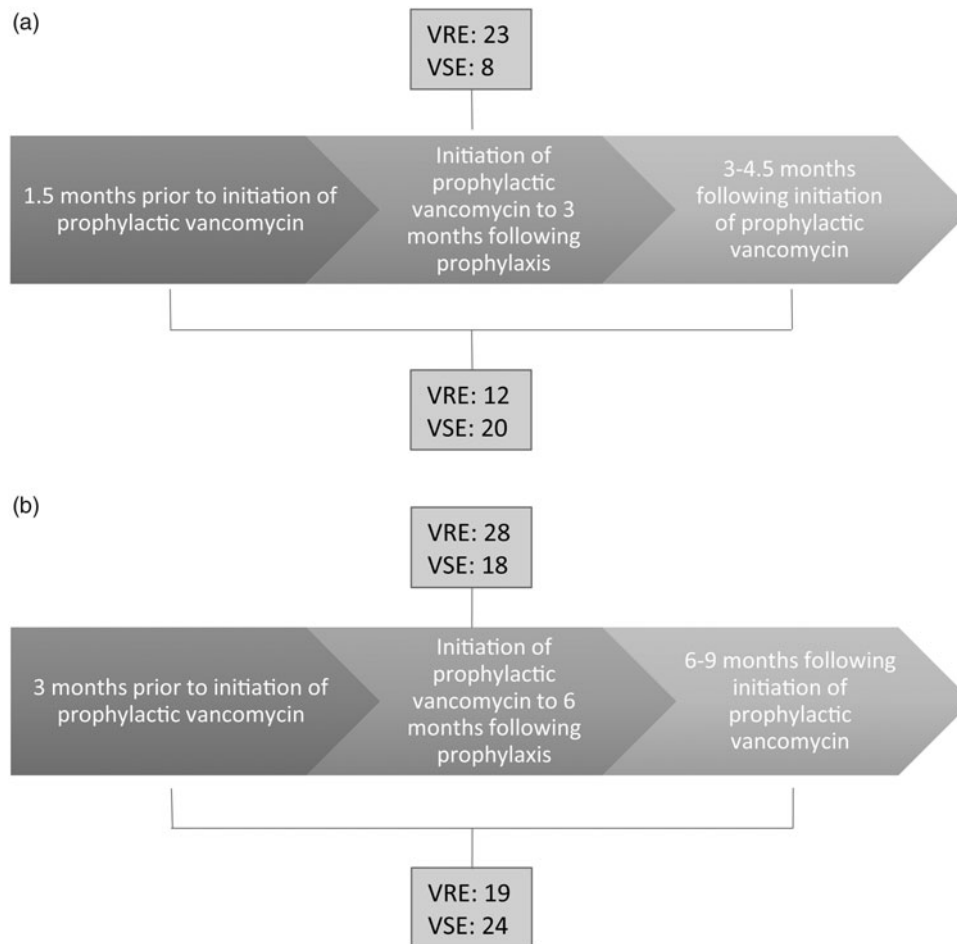 (a)
VRE: 23
VSE: 8
1.5 months prior to initiation of
prophylactic vancomycin
Initiation of
prophylactic
vancomycin to 3
months following
prophylaxis
3-4.5 months
following initiation
of prophylactic
vancomycin
VRE: 12
VSE: 20
(b)
VRE: 28
VSE: 18
3 months prior to initiation of
prophylactic vancomycin
Initiation of
prophylactic
vancomycin to 6
months following
prophylaxis
6-9 months following
initiation of
prophylactic
vancomycin
VRE: 19
VSE: 24